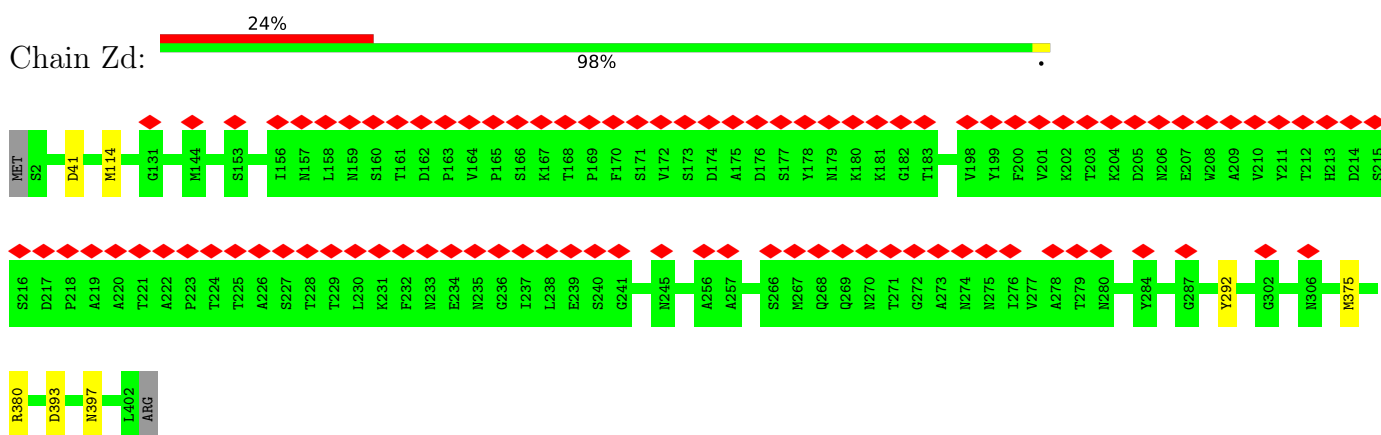 24%
Chain Zd:
98%
•
MET S2 D41 M114 G131 N144 S153 I156 N157 L158 N159 S160 T161 D162 P163 V164 P165 S166 K167 T168 P169 F170 S171 V172 S173 D174 A175 D176 S177 Y178 N179 K180 K181 G182 T183 V198 Y199 F200 V201 K202 T203 K204 D205 N206 E207 W208 A209 V210 Y211 T212 H213 D214 S215
S216 D217 P218 A219 A220 T221 A222 P223 T224 T225 A226 S227 T228 T229 L230 K231 F232 N233 E234 N235 G236 I237 L238 E239 S240 G241 N245 A256 A257 S266 M267 Q268 Q269 N270 T271 G272 A273 N274 N275 I276 V277 A278 T279 N280 Y284 G287 Y292 G302 N306 M375
R380 D393 N397 L402 ARG